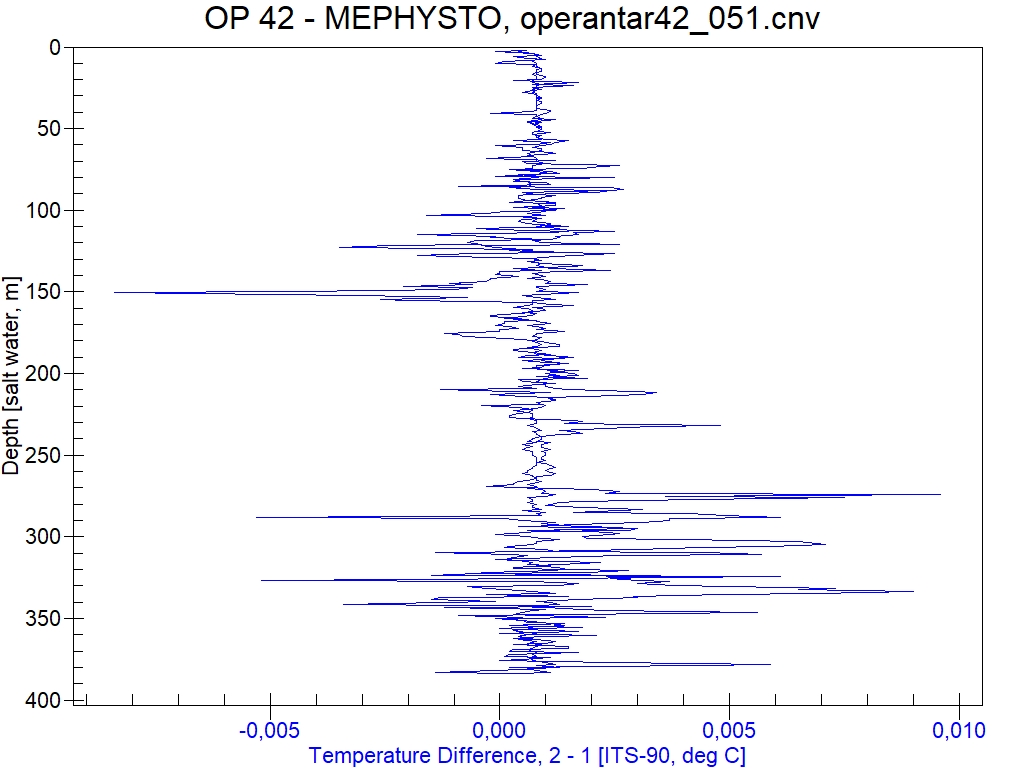 OP 42 - MEPHYSTO, operantar42_051.cnv
0
50
100
150
200
250
300
350
400
Depth [salt water, m]
-0,005 0,000 0,005 0,010
Temperature Difference, 2 - 1 [ITS-90, deg C]